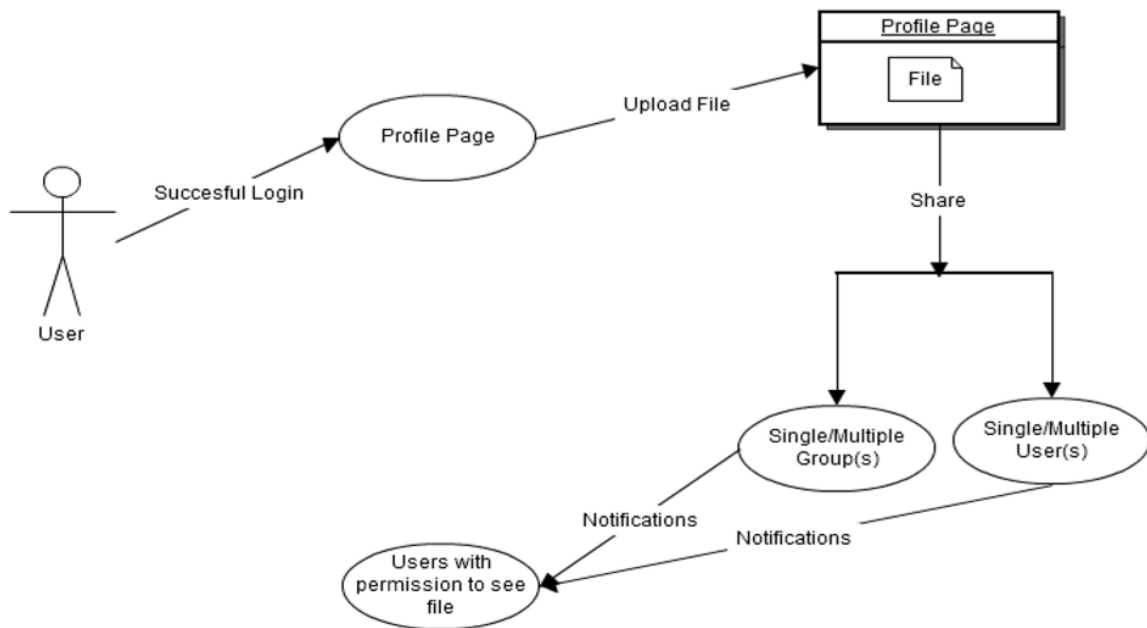 Profile Page
File
Upload File
Profile Page
Succesful Login
User
Share
Single/Multiple
Group(s)
Single/Multiple
User(s)
Notifications
Notifications
Users with
permission to see
file